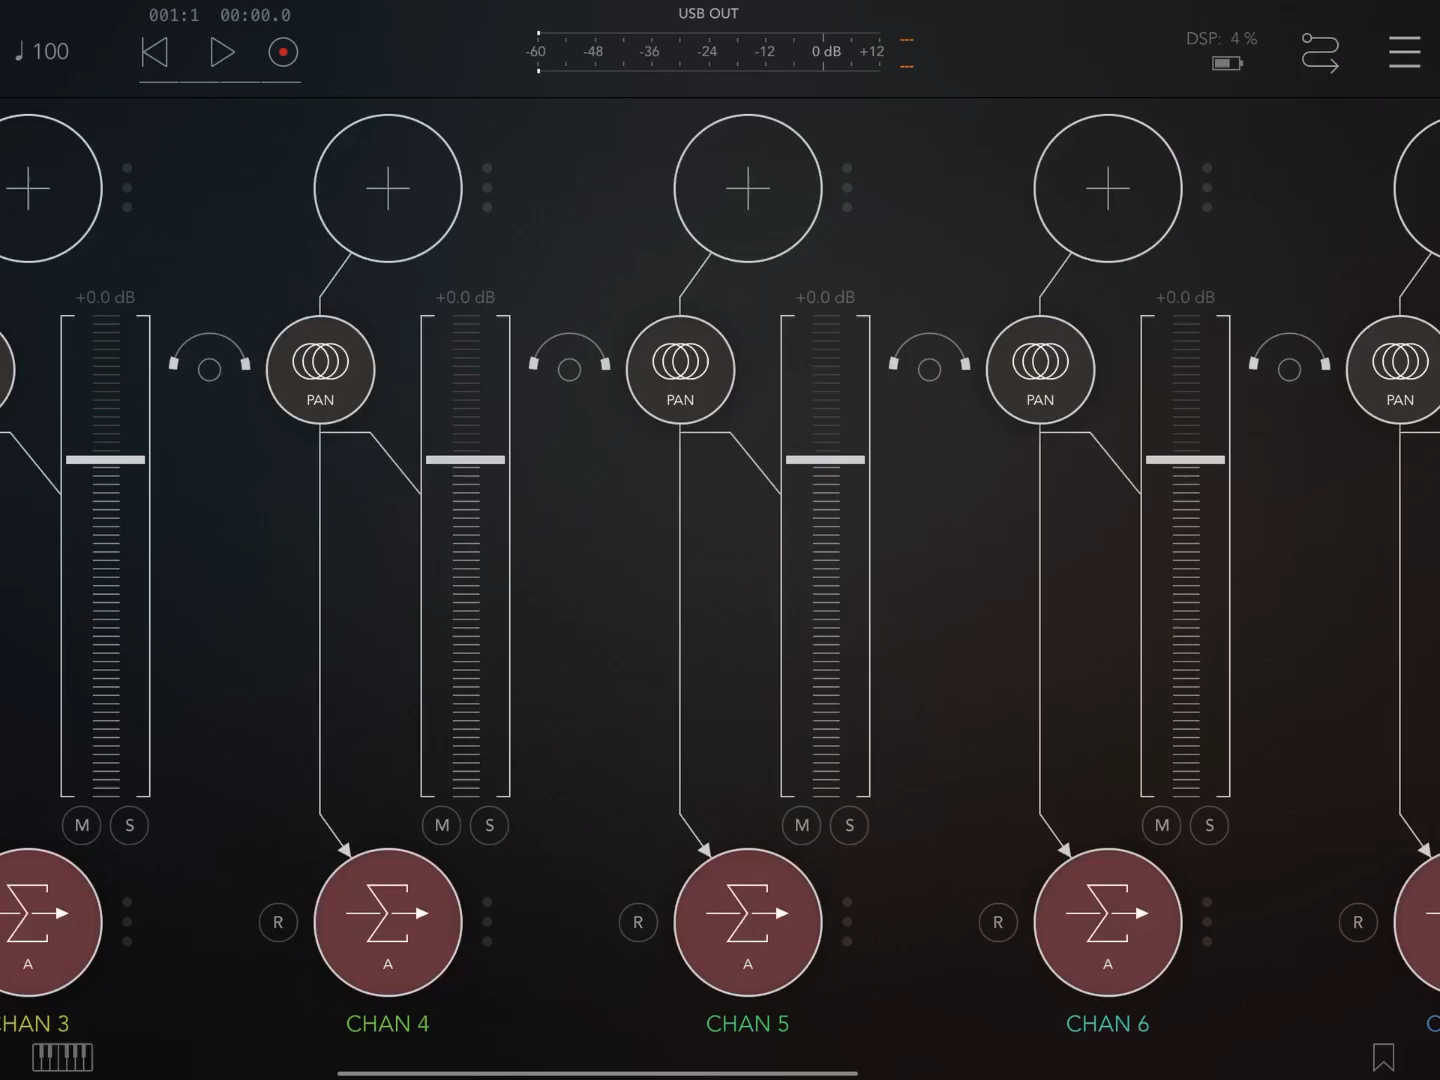 001:1 00:00.0
USB OUT
♩100
-60 -48 -36 -24 -12 0 dB +12
---
---
DSP: 4 %
+0.0 dB
+0.0 dB
+0.0 dB
+0.0 dB
PAN
PAN
PAN
PAN
M S
M S
M S
M S
R
R
R
R
A
A
A
A
CHAN 3
CHAN 4
CHAN 5
CHAN 6